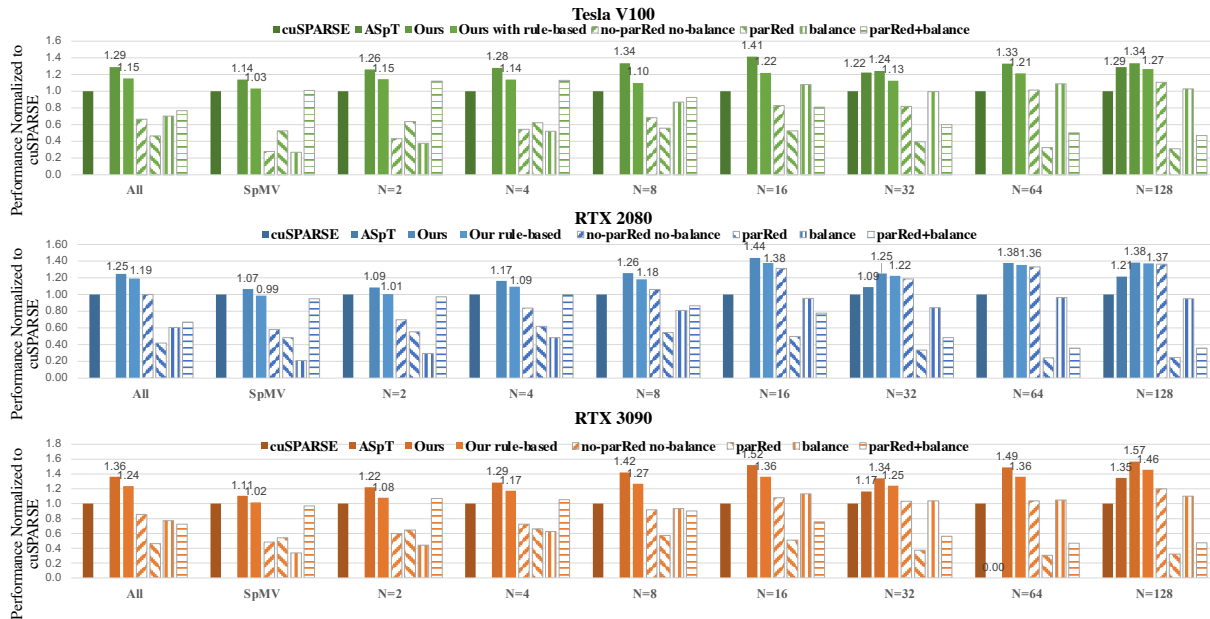 Tesla V100
cuSPARSE ASpT Ours Ours with rule-based no-parRed no-balance parRed balance parRed+balance
Performance Normalized to cuSPARSE
1.6
1.4
1.2
1.0
0.8
0.6
0.4
0.2
0.0
1.29 1.15 1.14 1.03 1.26 1.15 1.28 1.14 1.34 1.10 1.41 1.22 1.22 1.24 1.13 1.33 1.21 1.29 1.34 1.27
All SpMV N=2 N=4 N=8 N=16 N=32 N=64 N=128
RTX 2080
cuSPARSE ASpT Ours Our rule-based no-parRed no-balance parRed balance parRed+balance
Performance Normalized to cuSPARSE
1.60
1.40
1.20
1.00
0.80
0.60
0.40
0.20
0.00
1.25 1.19 1.07 0.99 1.09 1.01 1.17 1.09 1.26 1.18 1.44 1.38 1.09 1.25 1.22 1.38 1.36 1.21 1.38 1.37
All SpMV N=2 N=4 N=8 N=16 N=32 N=64 N=128
RTX 3090
cuSPARSE ASpT Ours Our rule-based no-parRed no-balance parRed balance parRed+balance
Performance Normalized to cuSPARSE
1.8
1.6
1.4
1.2
1.0
0.8
0.6
0.4
0.2
0.0
1.36 1.24 1.11 1.02 1.22 1.08 1.29 1.17 1.42 1.27 1.52 1.36 1.17 1.34 1.25 0.00 1.49 1.36 1.35 1.57 1.46
All SpMV N=2 N=4 N=8 N=16 N=32 N=64 N=128